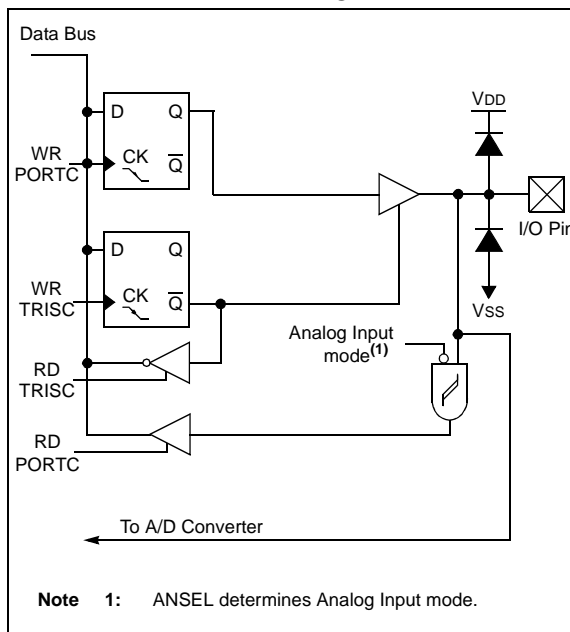 Data Bus
D Q
WR
PORTC
CK Q
VDD
I/O Pin
D Q
WR
TRISC
CK Q
VSS
Analog Input
mode(1)
RD
TRISC
RD
PORTC
To A/D Converter
Note 1: ANSEL determines Analog Input mode.